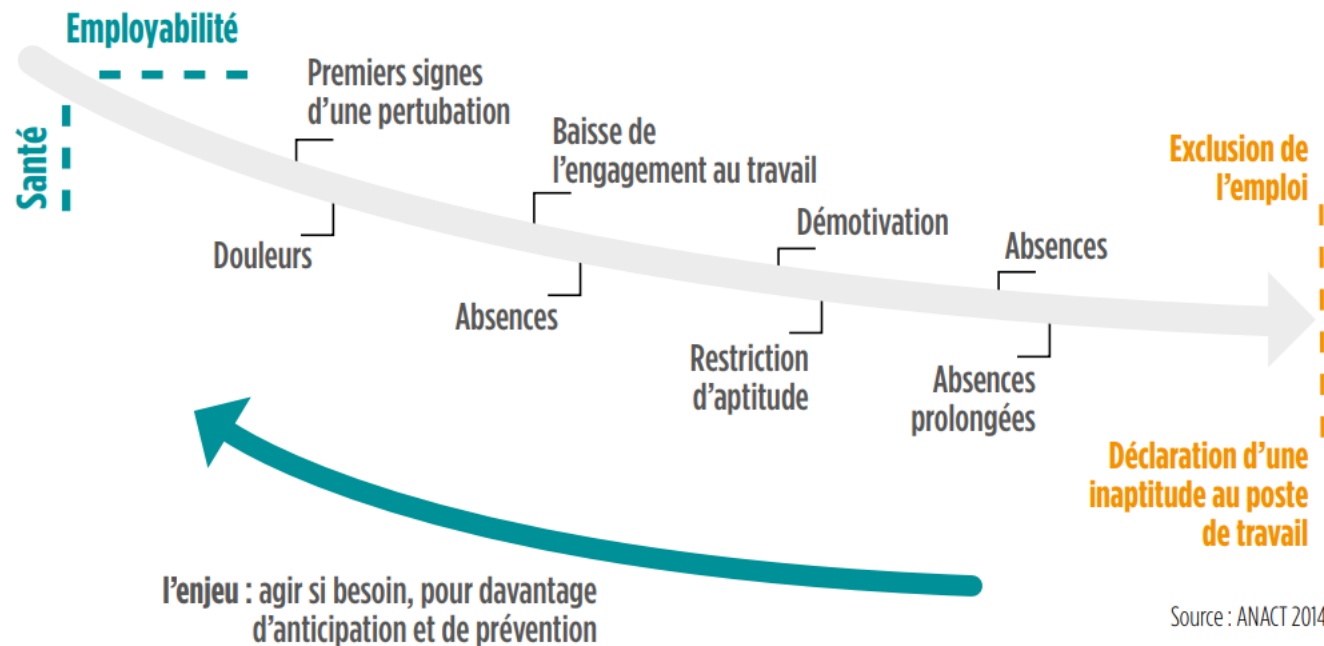 Employabilité
Santé
Premiers signes
d'une pertubation
Douleurs
Baisse de
l'engagement au travail
Absences
Démotivation
Restriction
d'aptitude
Absences
Absences
prolongées
Exclusion de
l'emploi
Déclaration d'une
inaptitude au poste
de travail
l'enjeu : agir si besoin, pour davantage
d'anticipation et de prévention
Source : ANACT 2014